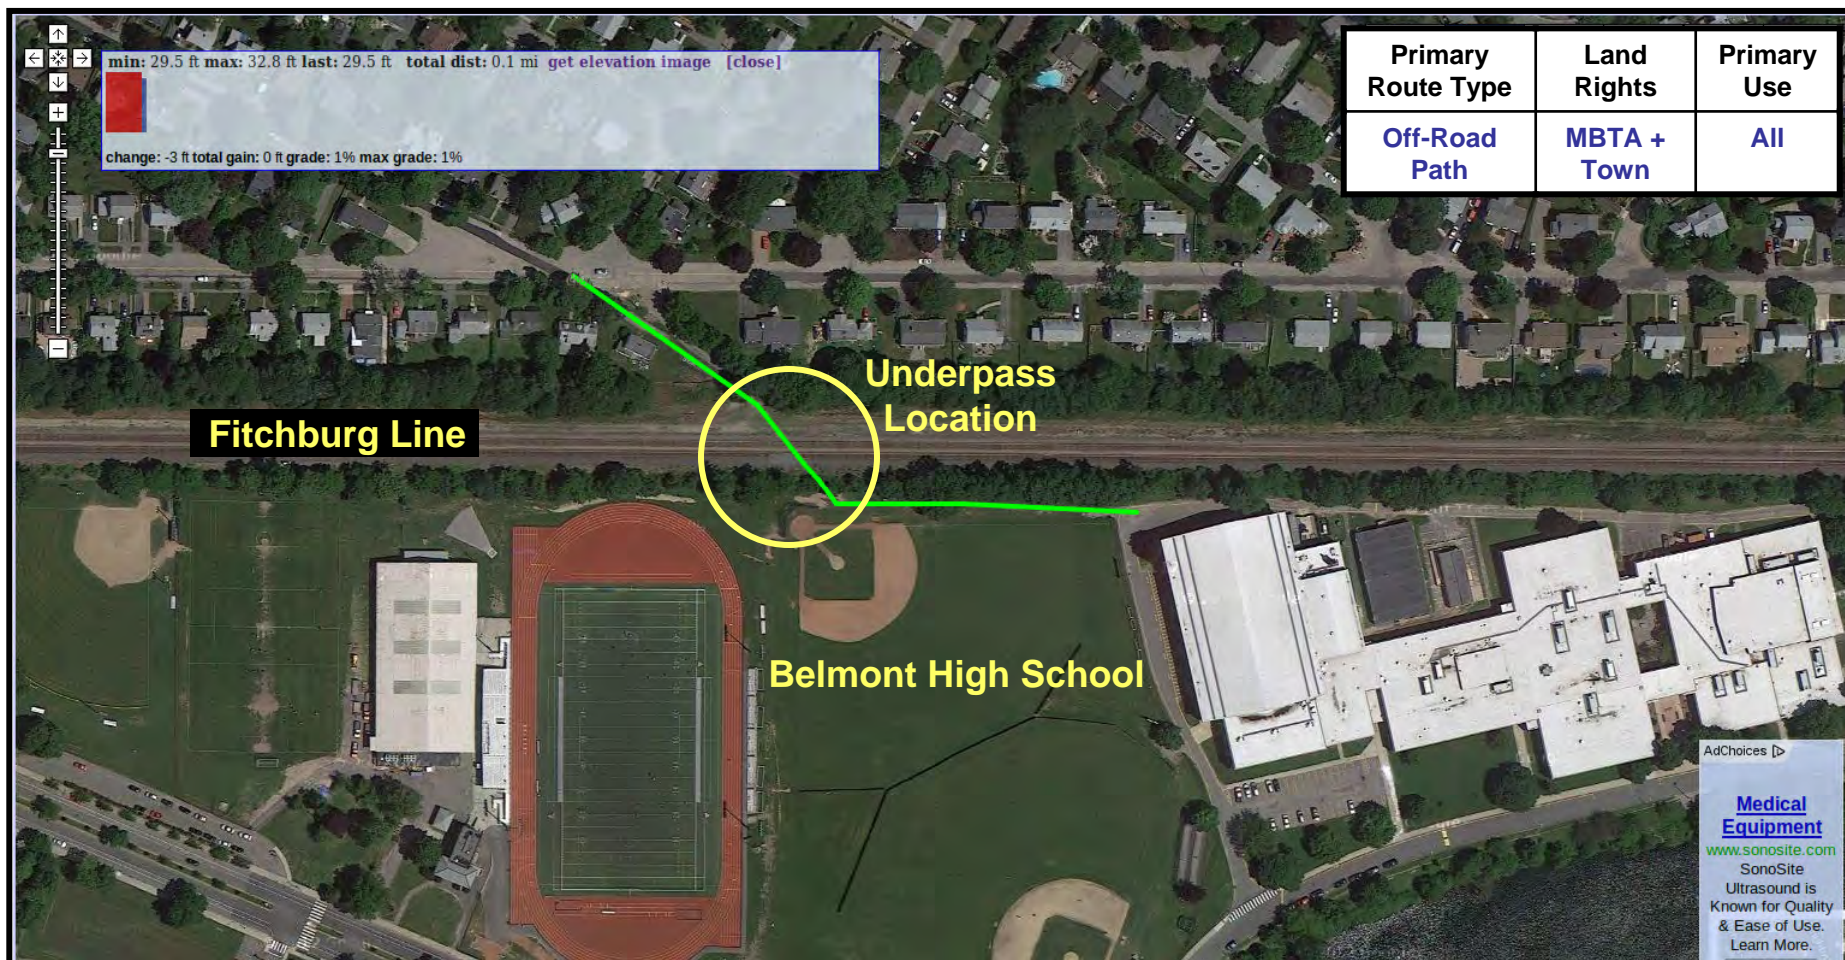 min: 29.5 ft max: 32.8 ft last: 29.5 ft total dist: 0.1 mi get elevation image [close]
change: -3 ft total gain: 0 ft grade: 1% max grade: 1%
Primary Route Type
Land Rights
Primary Use
Off-Road Path
MBTA + Town
All
Underpass
Location
Fitchburg Line
Belmont High School
AdChoices
Medical
Equipment
www.sonosite.com
SonoSite
Ultrasound is
Known for Quality
& Ease of Use.
Learn More.